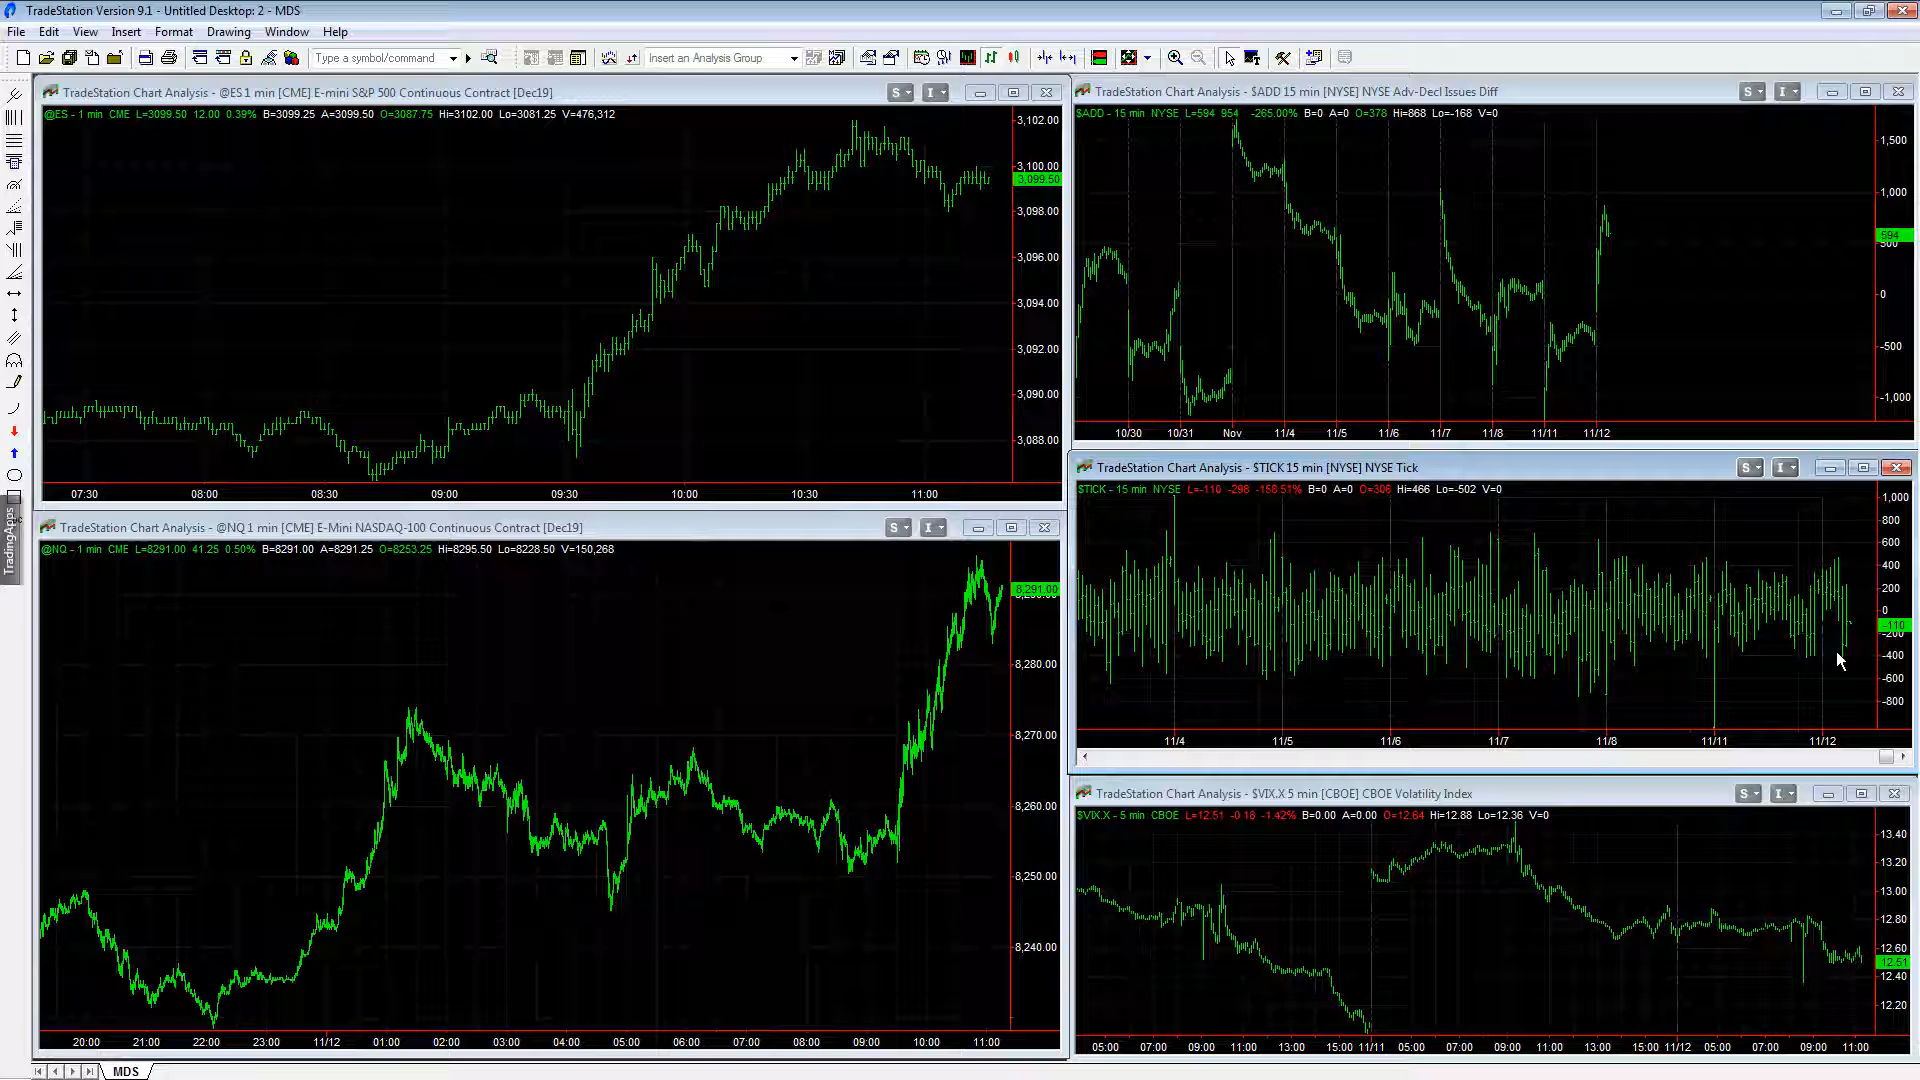 TradeStation Version 9.1 - Untitled Desktop: 2 - MDS
File Edit View Insert Format Drawing Window Help
Type a symbol/command
Insert an Analysis Group
TradingApps
TradeStation Chart Analysis - @ES 1 min [CME] E-mini S&P 500 Continuous Contract [Dec19]
S I
@ES - 1 min CME L=3099.50 12.00 0.39% B=3099.25 A=3099.50 O=3087.75 Hi=3102.00 Lo=3081.25 V=476,312
3,102.00
3,100.00
3,099.50
3,098.00
3,096.00
3,094.00
3,092.00
3,090.00
3,088.00
07:30 08:00 08:30 09:00 09:30 10:00 10:30 11:00
TradeStation Chart Analysis - @NQ 1 min [CME] E-Mini NASDAQ-100 Continuous Contract [Dec19]
S I
@NQ - 1 min CME L=8291.00 41.25 0.50% B=8291.00 A=8291.25 O=8253.25 Hi=8295.50 Lo=8228.50 V=150,268
8,291.00
8,280.00
8,270.00
8,260.00
8,250.00
8,240.00
20:00 21:00 22:00 23:00 11/12 01:00 02:00 03:00 04:00 05:00 06:00 07:00 08:00 09:00 10:00 11:00
TradeStation Chart Analysis - $ADD 15 min [NYSE] NYSE Adv-Decl Issues Diff
S I
$ADD - 15 min NYSE L=594 954 -265.00% B=0 A=0 O=378 Hi=868 Lo=-168 V=0
1,500
1,000
594
500
0
-500
-1,000
10/30 10/31 Nov 11/4 11/5 11/6 11/7 11/8 11/11 11/12
TradeStation Chart Analysis - $TICK 15 min [NYSE] NYSE Tick
S I
$TICK - 15 min NYSE L=-110 -298 -158.51% B=0 A=0 O=306 Hi=466 Lo=-502 V=0
1,000
800
600
400
200
0
-110
-200
-400
-600
-800
11/4 11/5 11/6 11/7 11/8 11/11 11/12
TradeStation Chart Analysis - $VIX.X 5 min [CBOE] CBOE Volatility Index
S I
$VIX.X - 5 min CBOE L=12.51 -0.18 -1.42% B=0.00 A=0.00 O=12.64 Hi=12.88 Lo=12.36 V=0
13.40
13.20
13.00
12.80
12.60
12.51
12.40
12.20
05:00 07:00 09:00 11:00 13:00 15:00 11/11 05:00 07:00 09:00 11:00 13:00 15:00 11/12 05:00 07:00 09:00 11:00
MDS